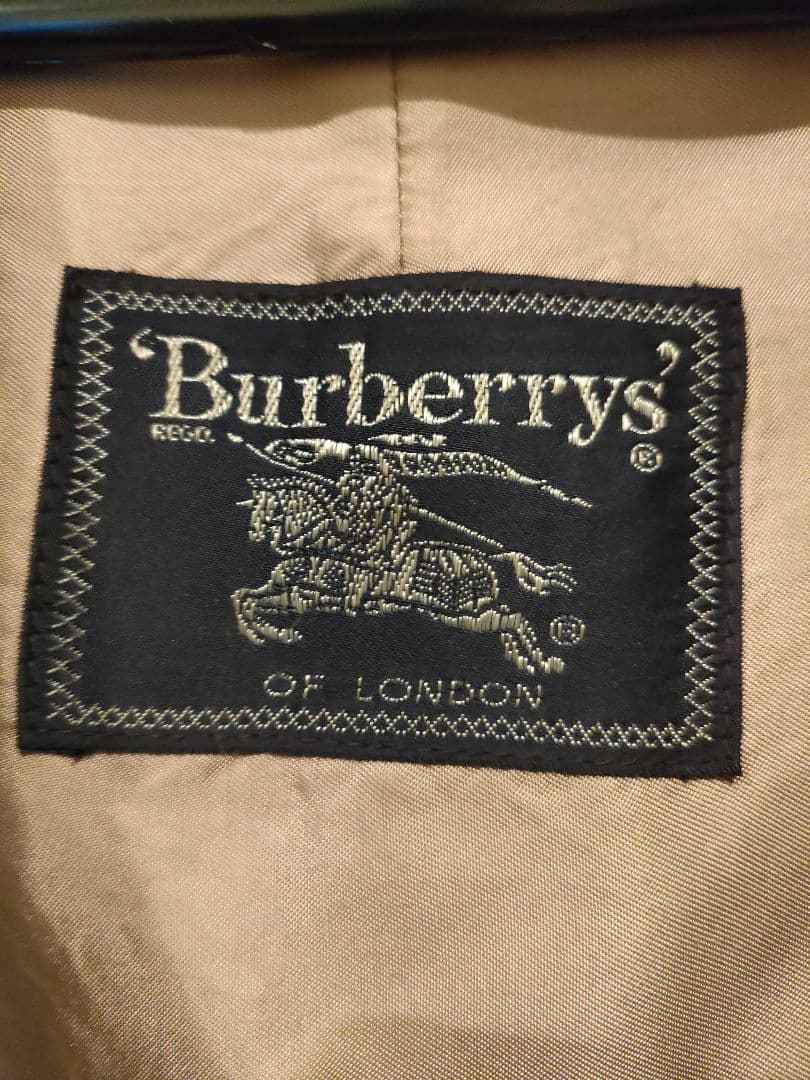 'Burberrys'
REGD. ®
®
OF LONDON